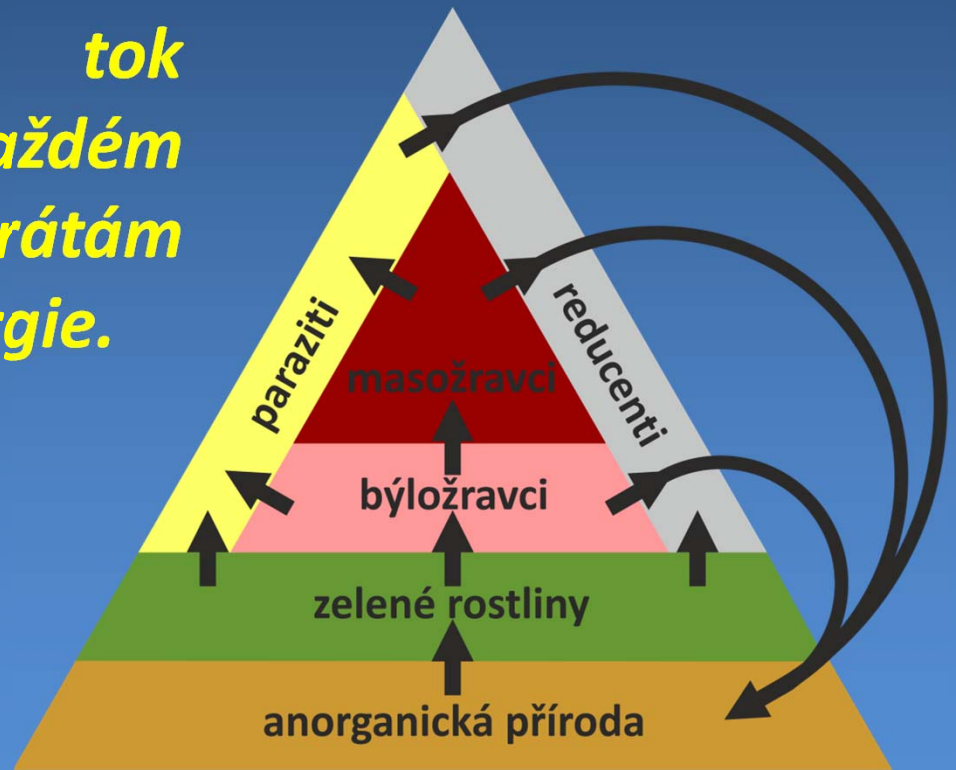 tok
aždém
rátám
rgie.
paraziti
reducenti
masožravci
býložravci
zelené rostliny
anorganická příroda